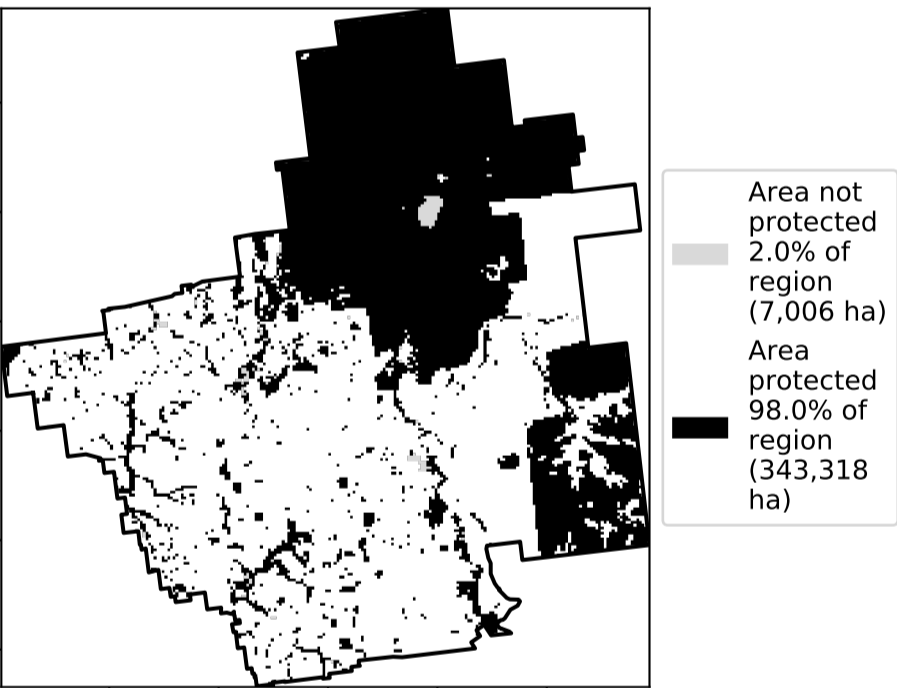 Area not
protected
2.0% of
region
(7,006 ha)
Area
protected
98.0% of
region
(343,318
ha)